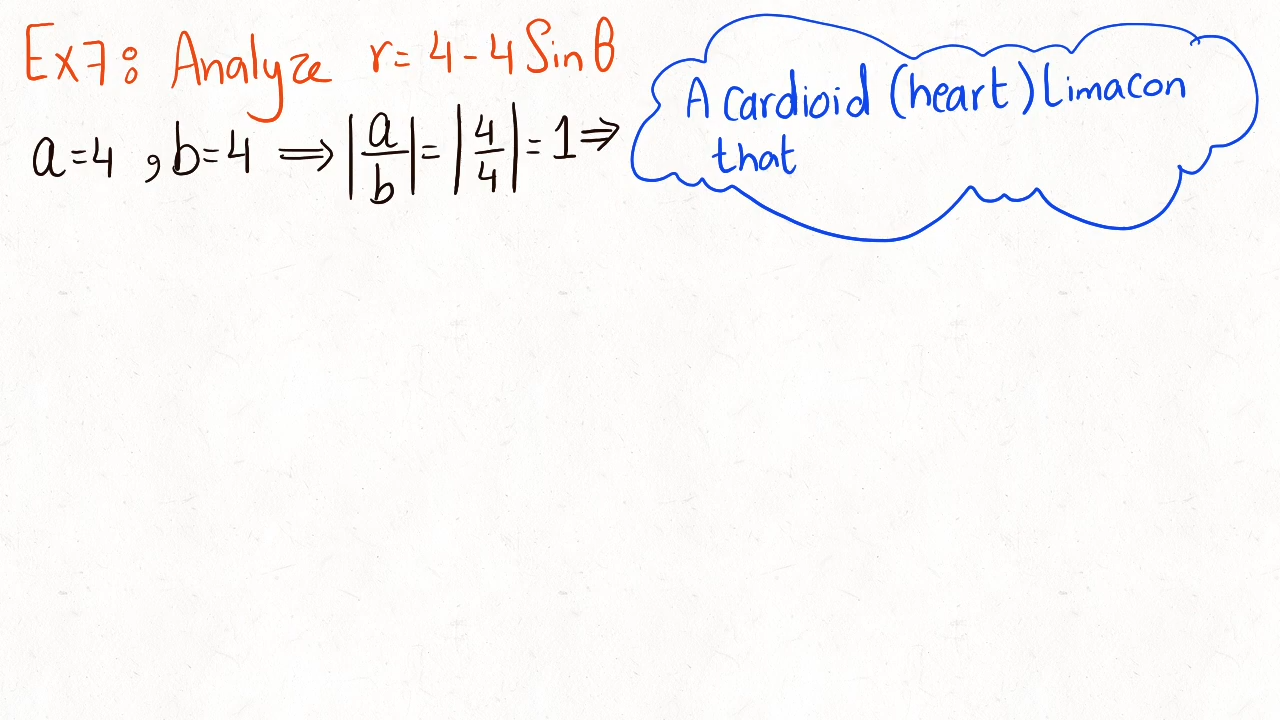 Ex7: Analyze r = 4 - 4 Sin θ
a = 4 , b = 4 ⟹ |a/b| = |4/4| = 1 ⇒
A cardioid (heart) Limacon
that